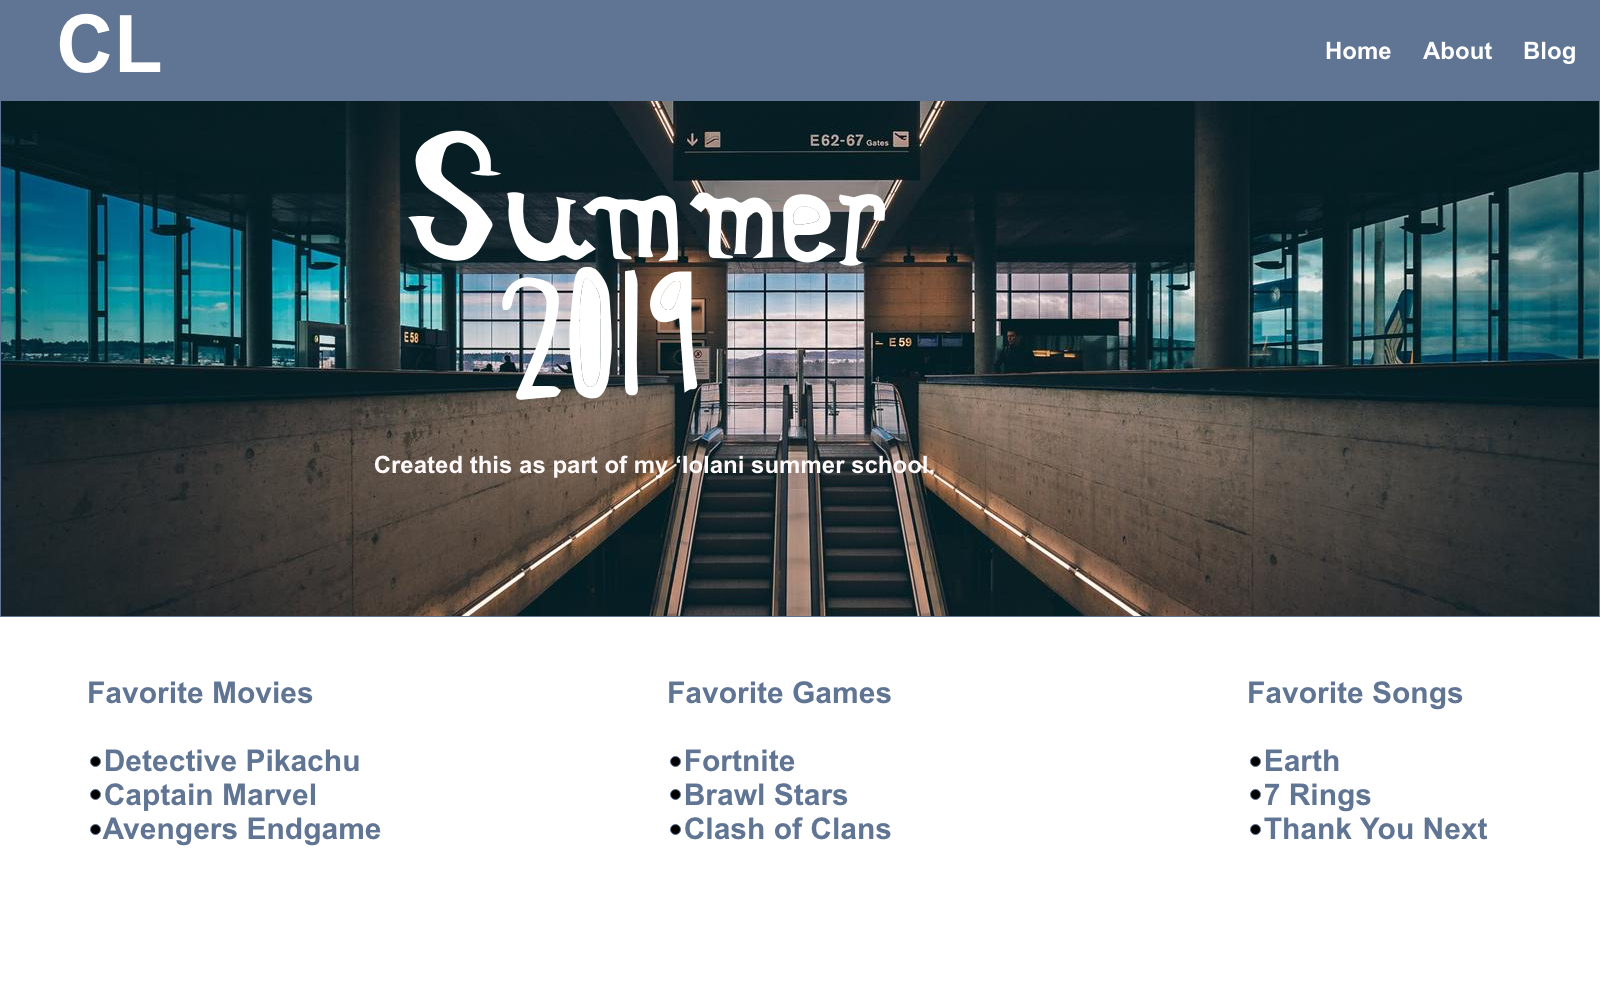 CL
Home About Blog
E62-67 Gates
Summer
2019
E58
E59
Created this as part of my ‘Iolani summer school.
Favorite Movies
•Detective Pikachu
•Captain Marvel
•Avengers Endgame
Favorite Games
•Fortnite
•Brawl Stars
•Clash of Clans
Favorite Songs
•Earth
•7 Rings
•Thank You Next